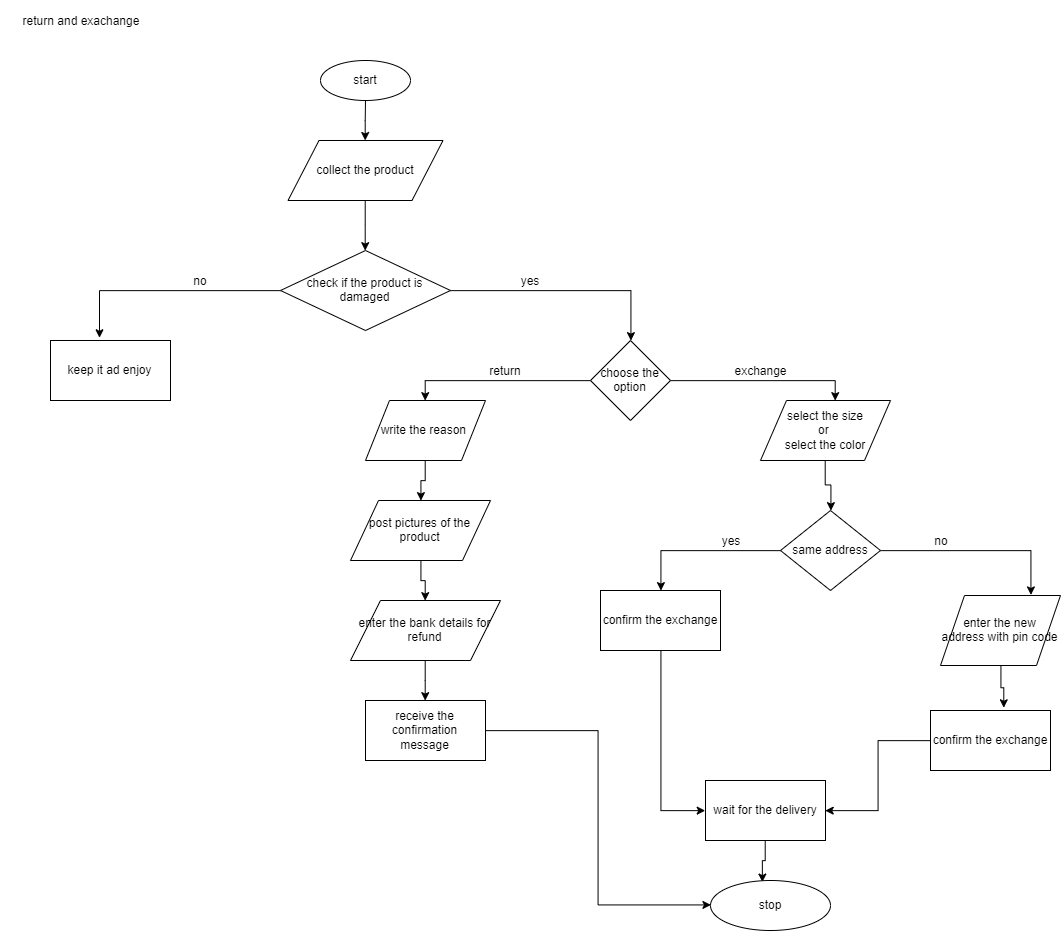 return and exachange
start
collect the product
check if the product is
damaged
no
yes
keep it ad enjoy
choose the
option
return
exchange
write the reason
select the size
or
select the color
post pictures of the
product
same address
yes
no
enter the bank details for
refund
confirm the exchange
enter the new
address with pin code
receive the
confirmation
message
confirm the exchange
wait for the delivery
stop